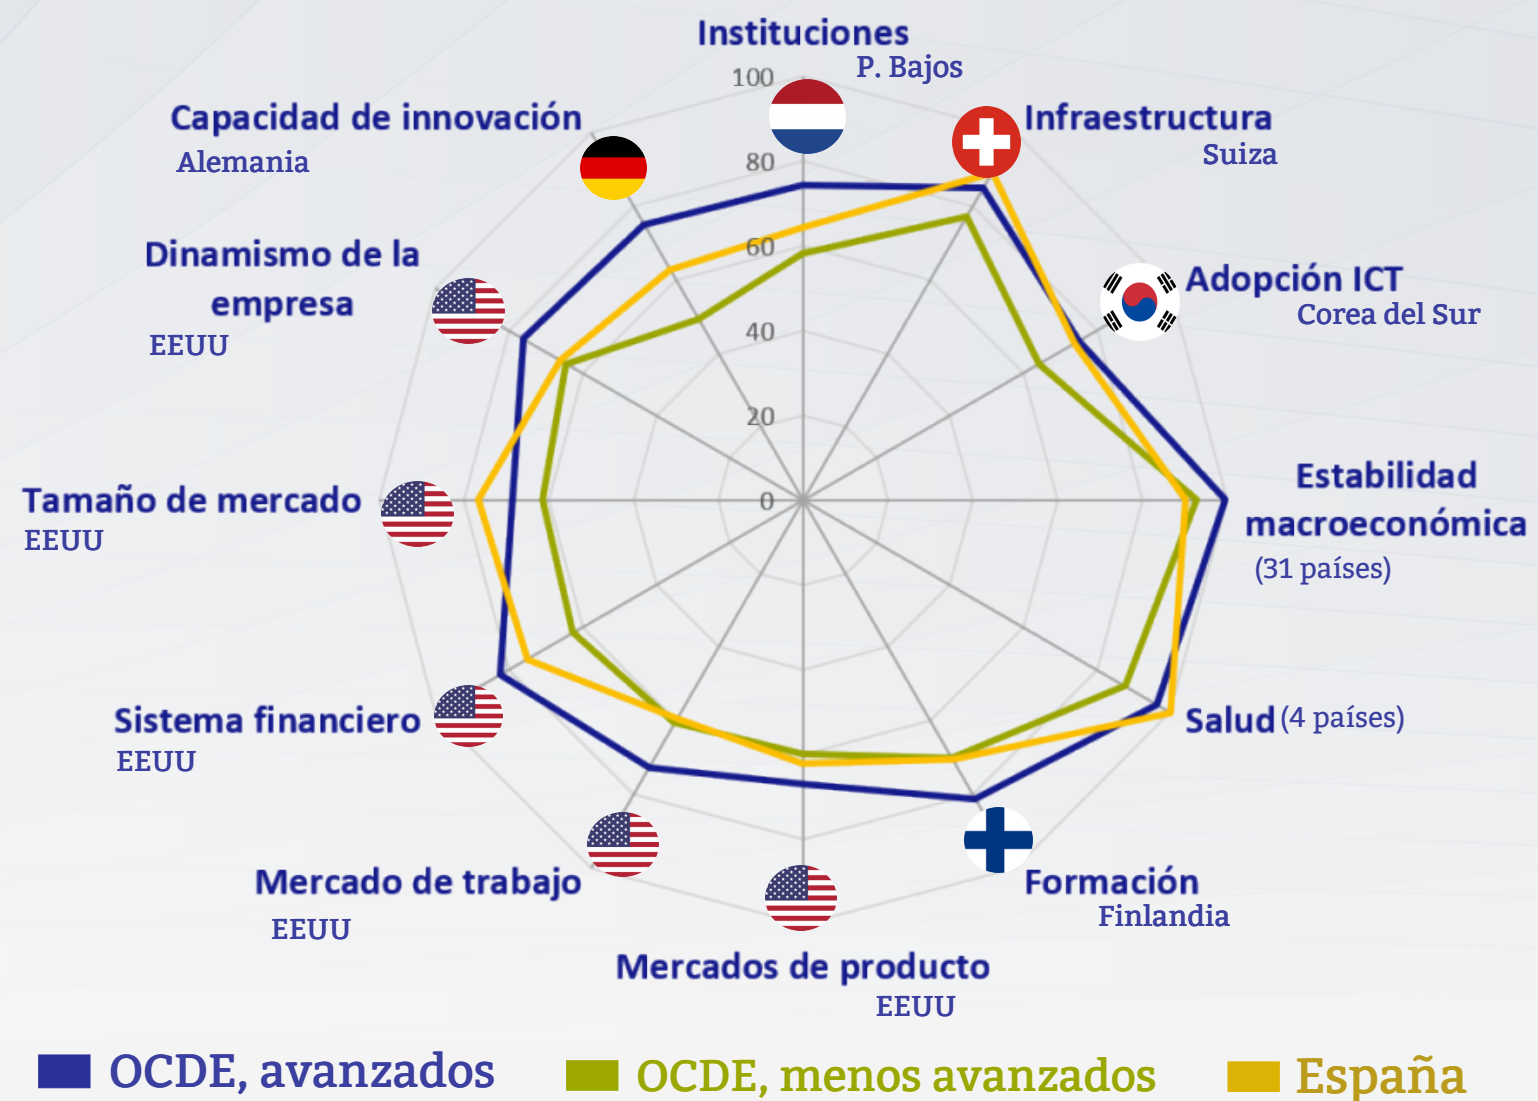 Instituciones
P. Bajos
100
Capacidad de innovación
Alemania
Infraestructura
Suiza
80
Dinamismo de la
empresa
EEUU
60
Adopción ICT
Corea del Sur
40
20
Tamaño de mercado
EEUU
0
Estabilidad
macroeconómica
(31 países)
Sistema financiero
EEUU
Salud (4 países)
Mercado de trabajo
EEUU
Formación
Finlandia
Mercados de producto
EEUU
OCDE, avanzados
OCDE, menos avanzados
España